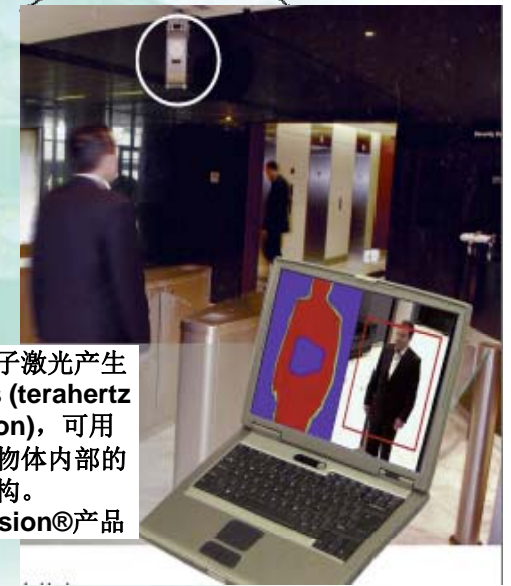 子激光产生
s (terahertz
on)，可用
物体内部的
构。
sion®产品